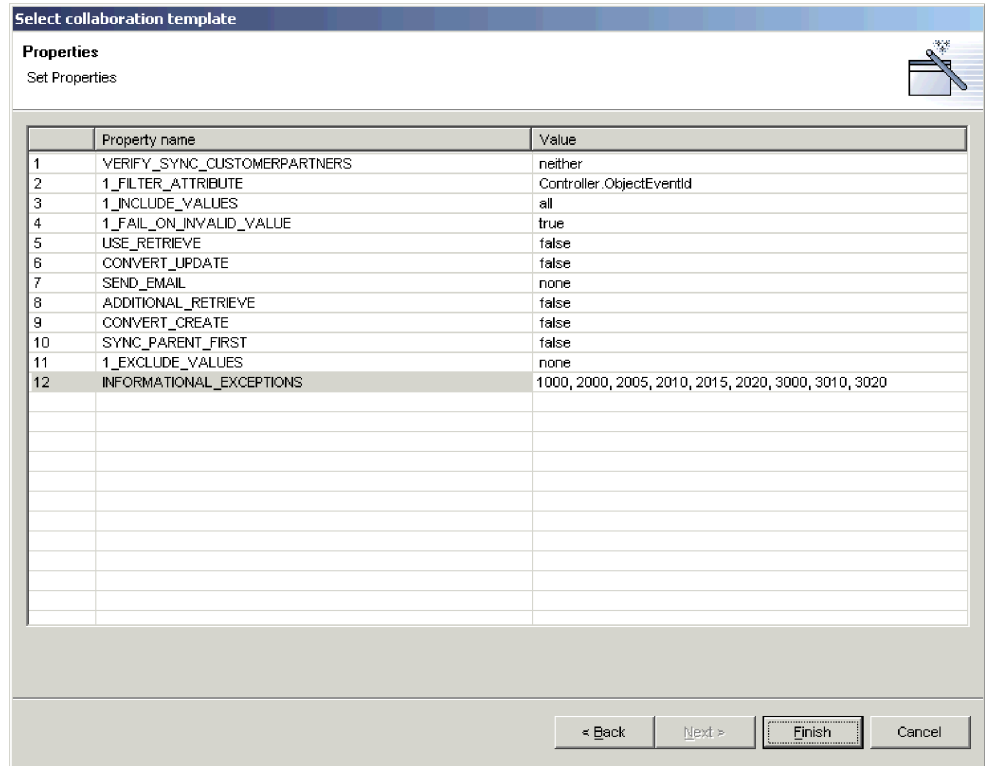 Select collaboration template
Properties
Set Properties
Property name Value
1 VERIFY_SYNC_CUSTOMERPARTNERS neither
2 1_FILTER_ATTRIBUTE Controller.ObjectEventId
3 1_INCLUDE_VALUES all
4 1_FAIL_ON_INVALID_VALUE true
5 USE_RETRIEVE false
6 CONVERT_UPDATE false
7 SEND_EMAIL none
8 ADDITIONAL_RETRIEVE false
9 CONVERT_CREATE false
10 SYNC_PARENT_FIRST false
11 1_EXCLUDE_VALUES none
12 INFORMATIONAL_EXCEPTIONS 1000, 2000, 2005, 2010, 2015, 2020, 3000, 3010, 3020
< Back Next > Finish Cancel